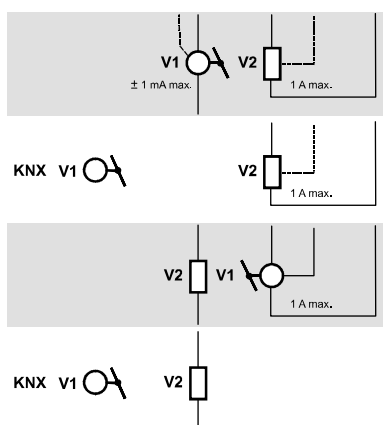 V1 V2
± 1 mA max. 1 A max.
KNX V1 V2
1 A max.
V2 V1
1 A max.
KNX V1 V2